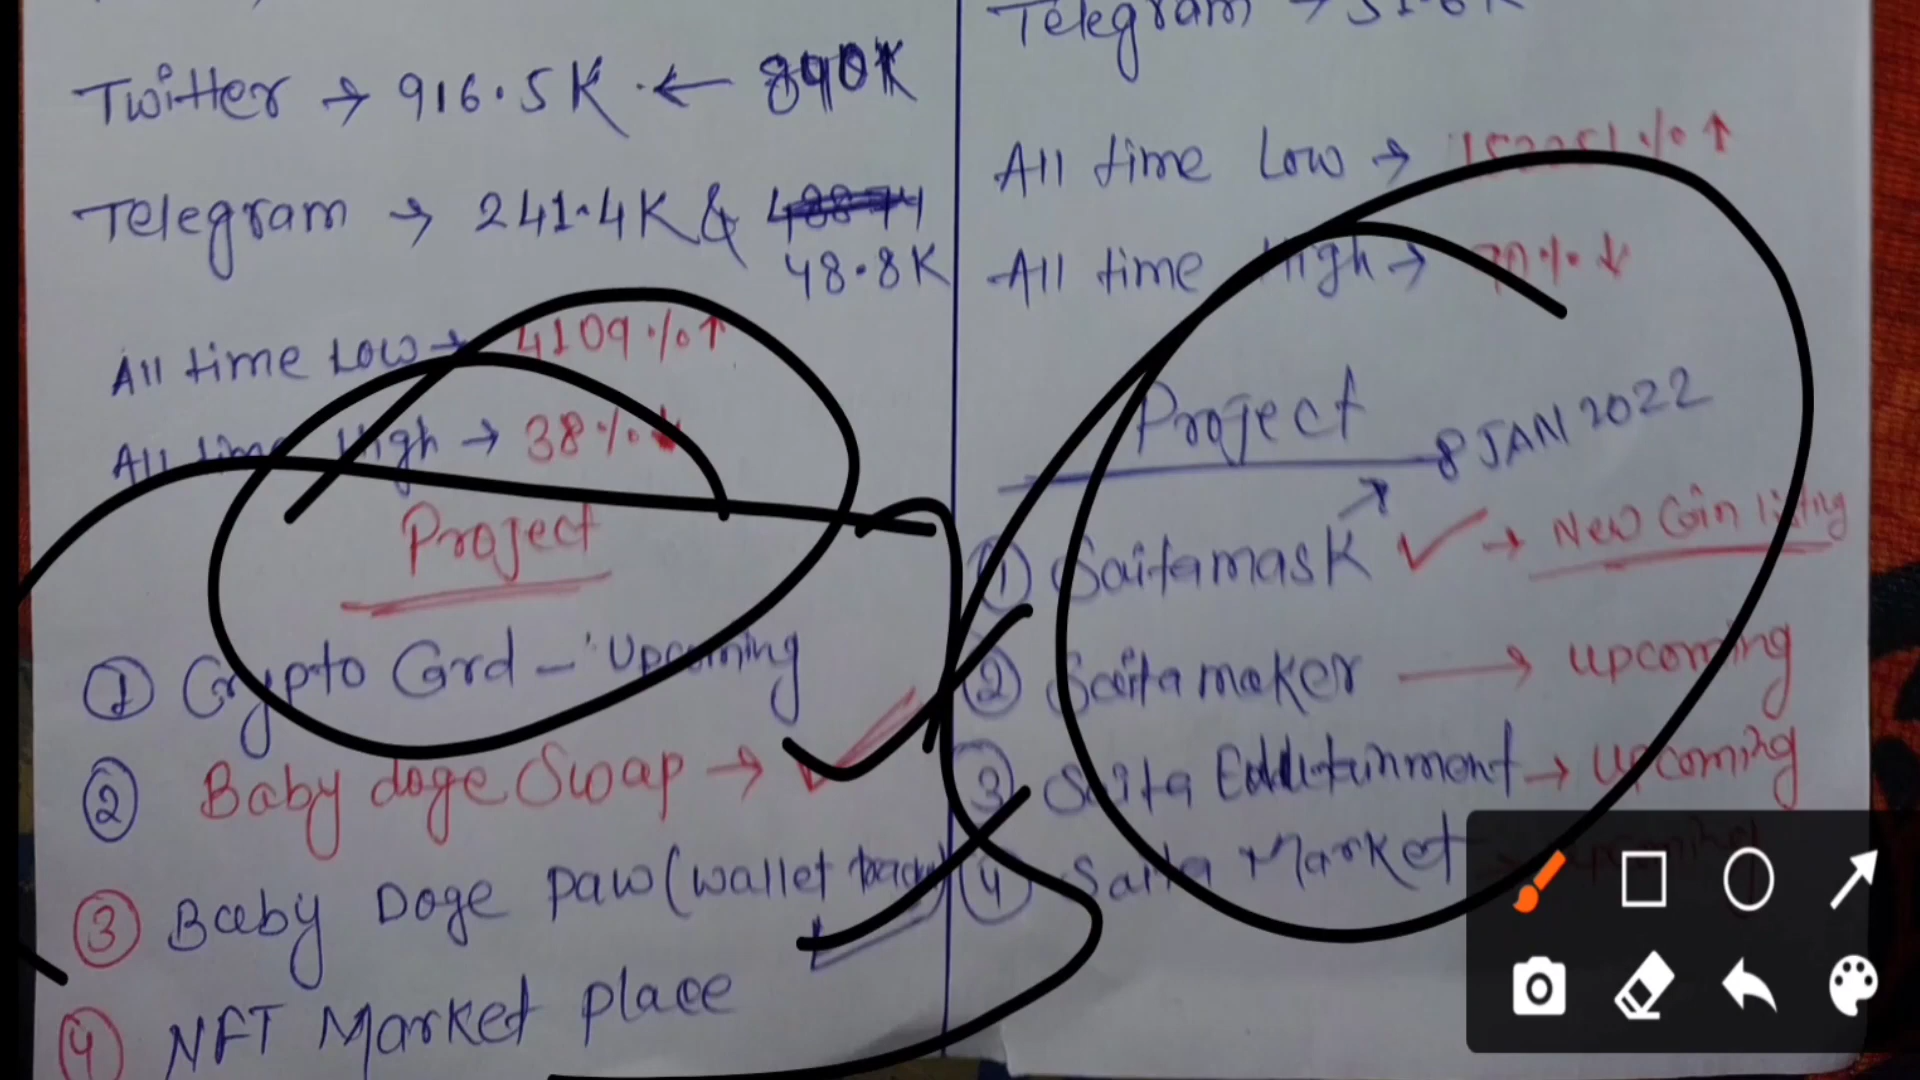 Twitter → 916.5K ← 890K
Telegram → 241.4K &
48.8K
All time Low → 4109%↑
All time High → 38%↓
Project
① Crypto Card - Upcoming
② Baby doge Swap → ✓
③ Baby Doge paw (wallet
④ NFT Market place
Telegram →
All time Low →
All time High → 70%↓
Project
8 JAN 2022
① Saitamask ✓ → New Coin listing
② Saitamaker → upcoming
③ Saita Edutainment → upcoming
④ Saita Market